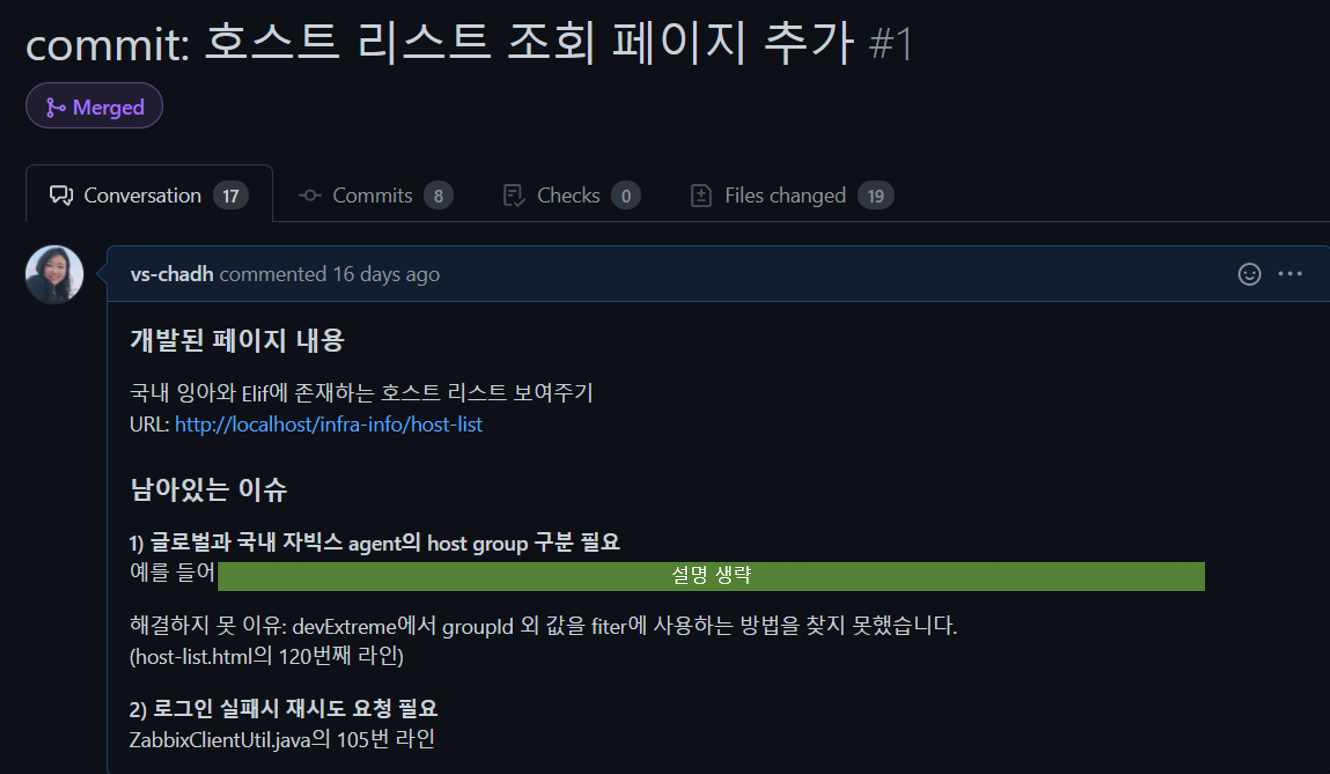 commit: 호스트 리스트 조회 페이지 추가 #1
Merged
Conversation 17 Commits 8 Checks 0 Files changed 19
vs-chadh commented 16 days ago
개발된 페이지 내용
국내 잉아와 Elif에 존재하는 호스트 리스트 보여주기
URL: http://localhost/infra-info/host-list
남아있는 이슈
1) 글로벌과 국내 자빅스 agent의 host group 구분 필요
예를 들어 설명 생략
해결하지 못 이유: devExtreme에서 groupId 외 값을 fiter에 사용하는 방법을 찾지 못했습니다.
(host-list.html의 120번째 라인)
2) 로그인 실패시 재시도 요청 필요
ZabbixClientUtil.java의 105번 라인